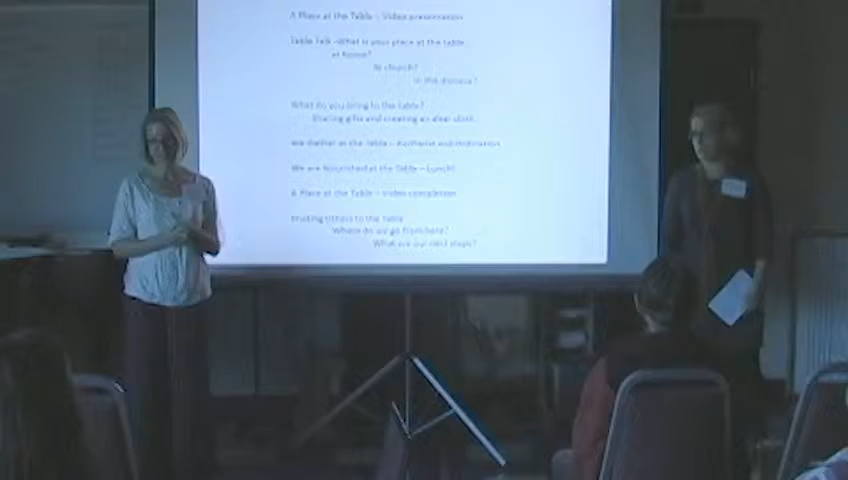 A Place at the Table – Video presentation
Table Talk –What is your place at the table
at home?
At church?
In the diocese?
What do you bring to the table?
Sharing gifts and creating an altar cloth
We Gather at the Table – Eucharist and
We are Nourished at the Table – Lunch!
A Place at the Table – Video completion
Inviting Others to the Table
Where do we go from here?
What are our next steps?